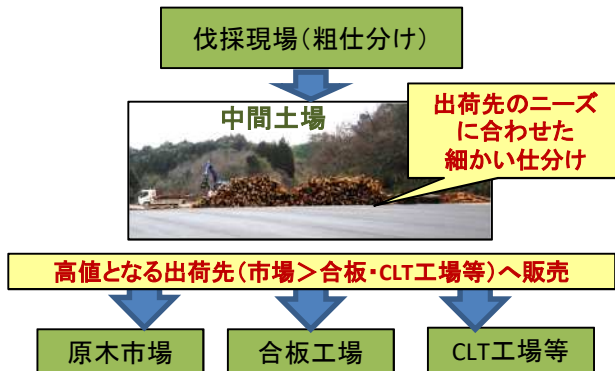 伐採現場(粗仕分け)
中間土場
出荷先のニーズ
に合わせた
細かい仕分け
高値となる出荷先(市場>合板・CLT工場等)へ販売
原木市場
合板工場
CLT工場等